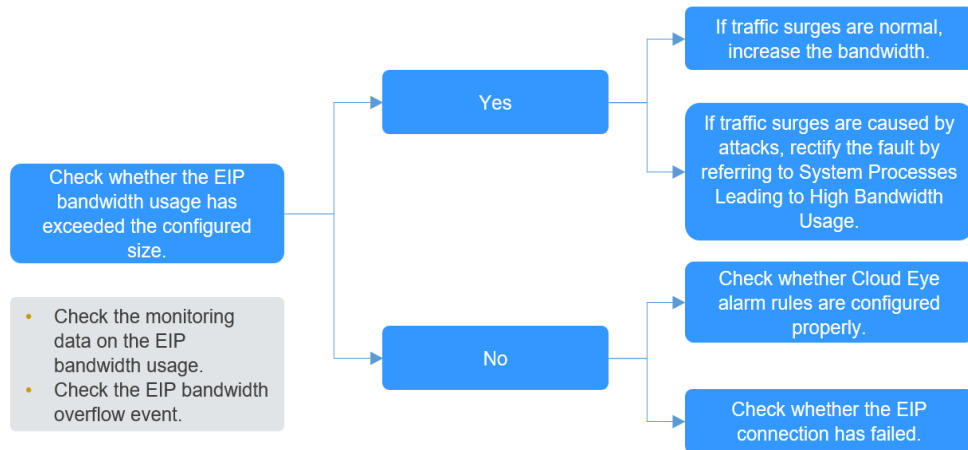 Check whether the EIP
bandwidth usage has
exceeded the configured
size.
• Check the monitoring
data on the EIP
bandwidth usage.
• Check the EIP bandwidth
overflow event.
Yes
If traffic surges are normal,
increase the bandwidth.
If traffic surges are caused by
attacks, rectify the fault by
referring to System Processes
Leading to High Bandwidth
Usage.
No
Check whether Cloud Eye
alarm rules are configured
properly.
Check whether the EIP
connection has failed.